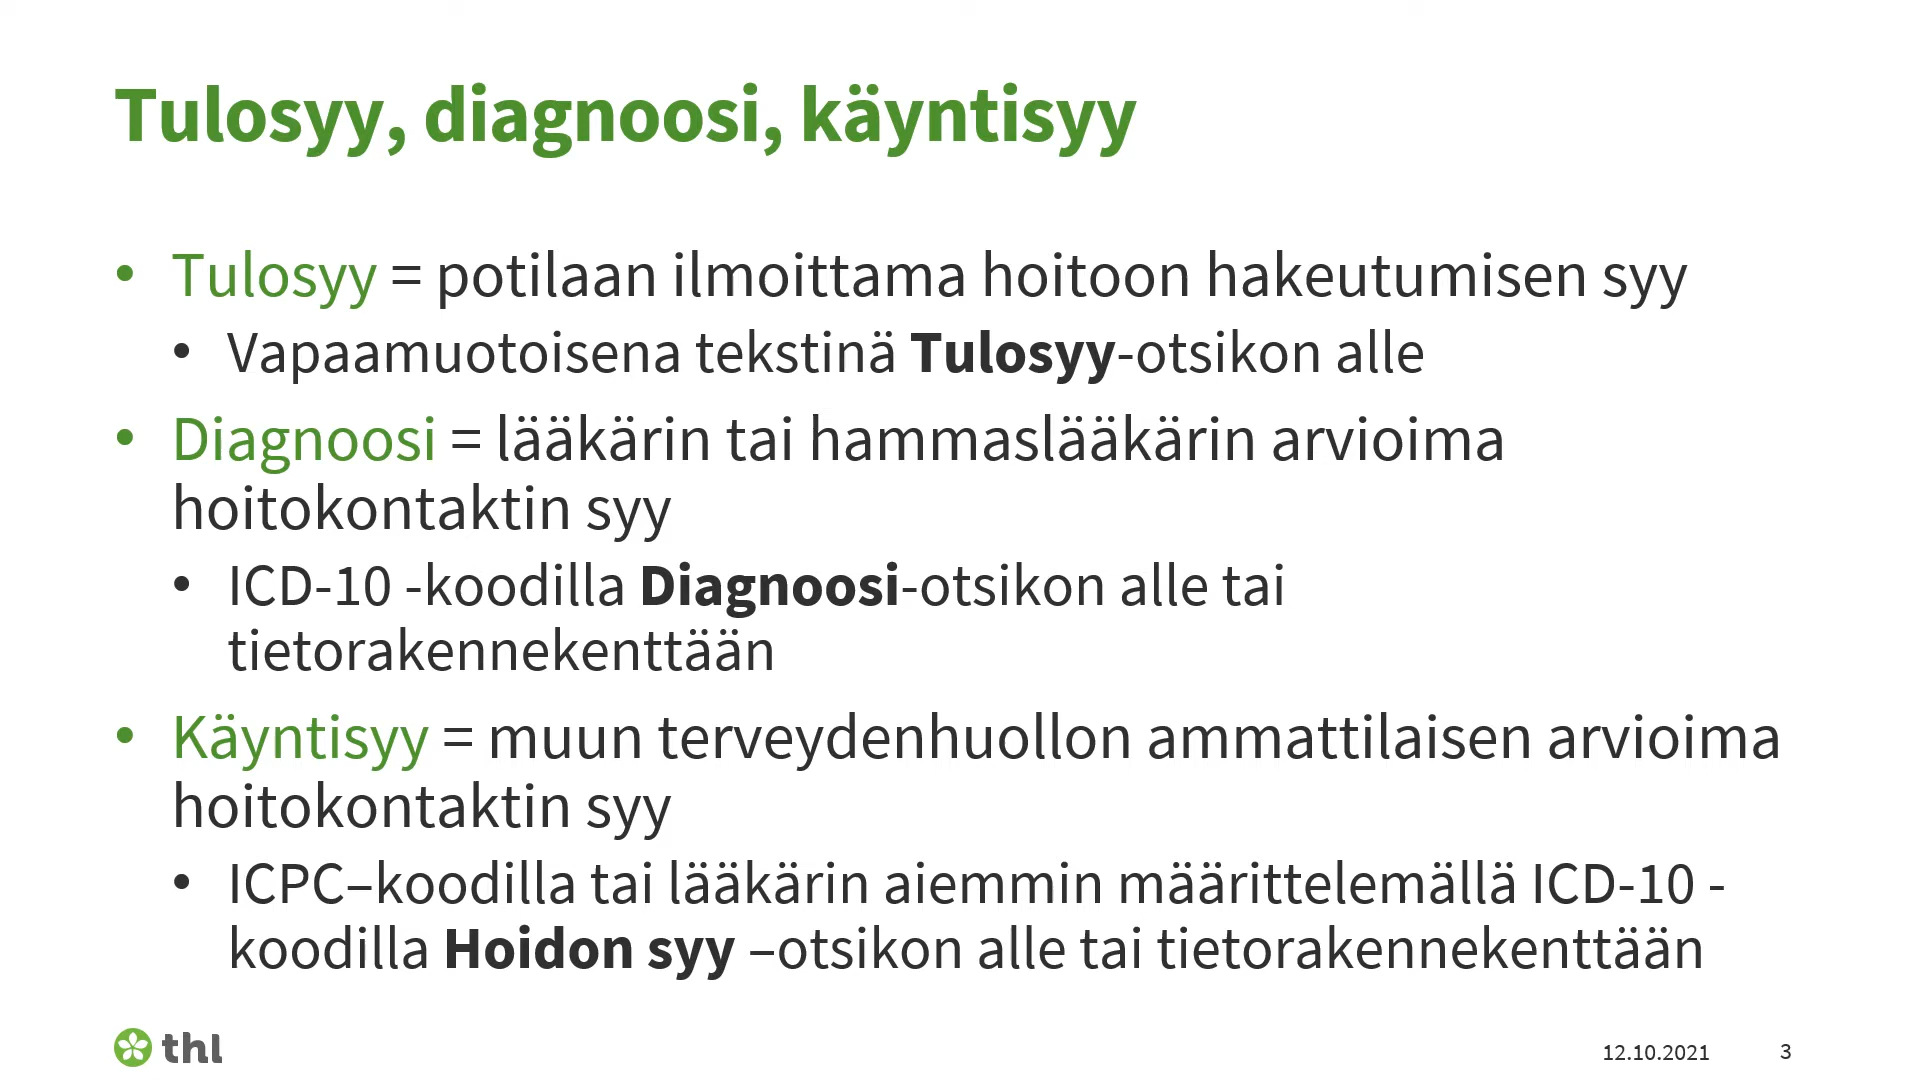 Tulosyy, diagnoosi, käyntisyy
• Tulosyy = potilaan ilmoittama hoitoon hakeutumisen syy
• Vapaamuotoisena tekstinä Tulosyy-otsikon alle
• Diagnoosi = lääkärin tai hammaslääkärin arvioima
hoitokontaktin syy
• ICD-10 -koodilla Diagnoosi-otsikon alle tai
tietorakennekenttään
• Käyntisyy = muun terveydenhuollon ammattilaisen arvioima
hoitokontaktin syy
• ICPC–koodilla tai lääkärin aiemmin määrittelemällä ICD-10 -
koodilla Hoidon syy –otsikon alle tai tietorakennekenttään
thl
12.10.2021 3